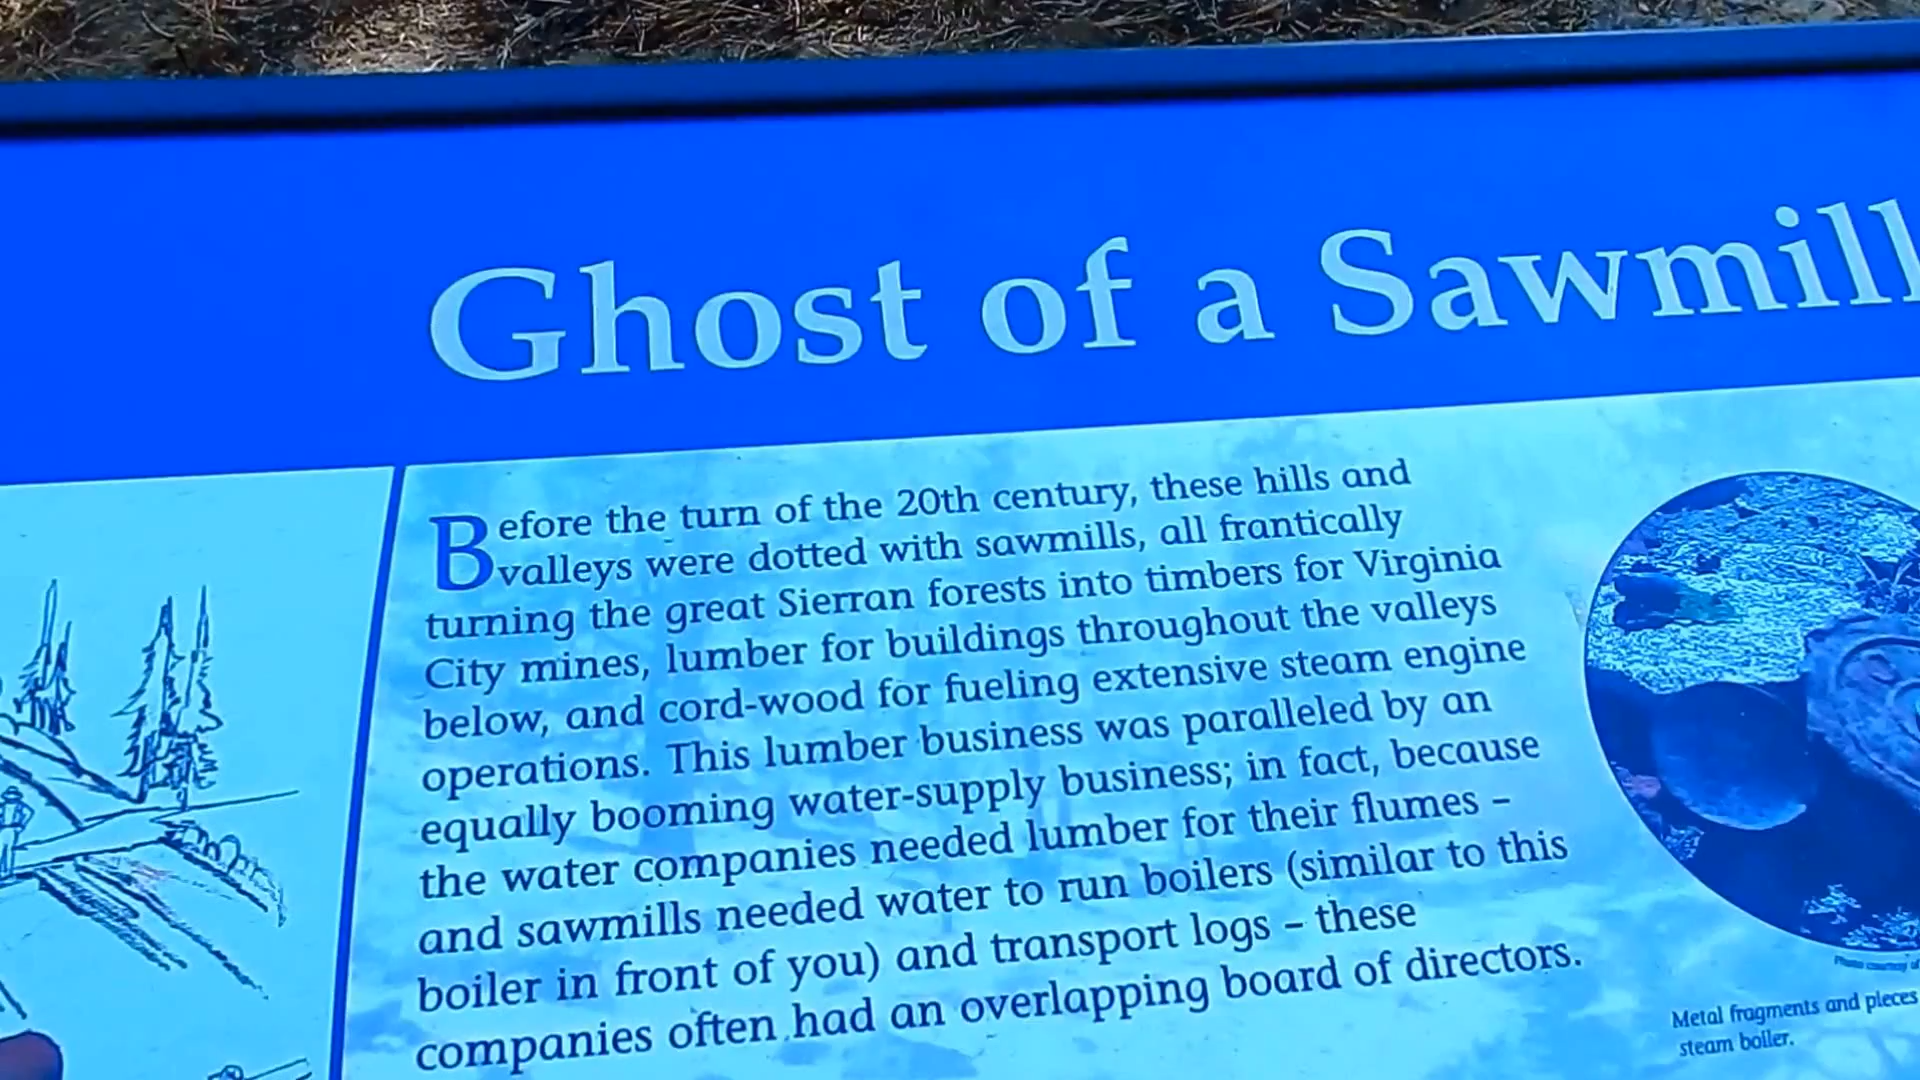 Ghost of a Sawmill
Before the turn of the 20th century, these hills and
valleys were dotted with sawmills, all frantically
turning the great Sierran forests into timbers for Virginia
City mines, lumber for buildings throughout the valleys
below, and cord-wood for fueling extensive steam engine
operations. This lumber business was paralleled by an
equally booming water-supply business; in fact, because
the water companies needed lumber for their flumes –
and sawmills needed water to run boilers (similar to this
boiler in front of you) and transport logs – these
companies often had an overlapping board of directors.
Photo courtesy of
Metal fragments and pieces
steam boiler.